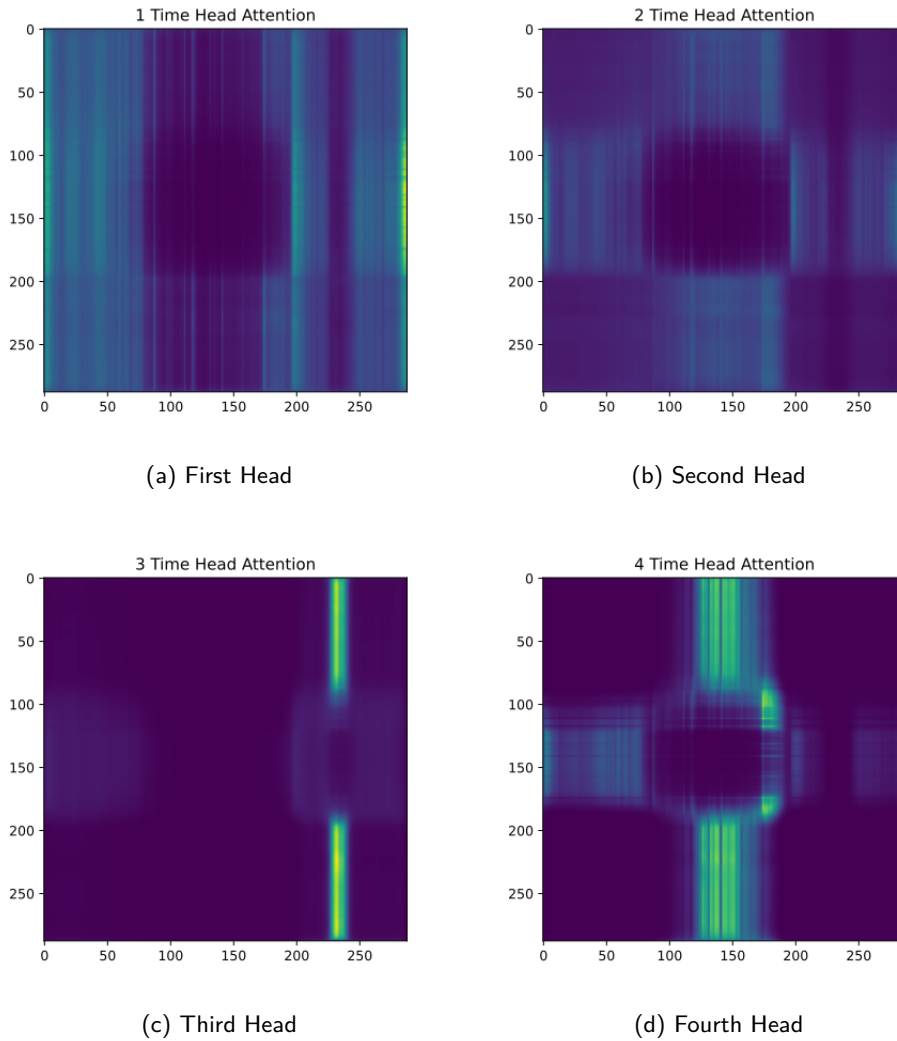 1 Time Head Attention
0
50
100
150
200
250
0 50 100 150 200 250
(a) First Head
2 Time Head Attention
0
50
100
150
200
250
0 50 100 150 200 250
(b) Second Head
3 Time Head Attention
0
50
100
150
200
250
0 50 100 150 200 250
(c) Third Head
4 Time Head Attention
0
50
100
150
200
250
0 50 100 150 200 250
(d) Fourth Head